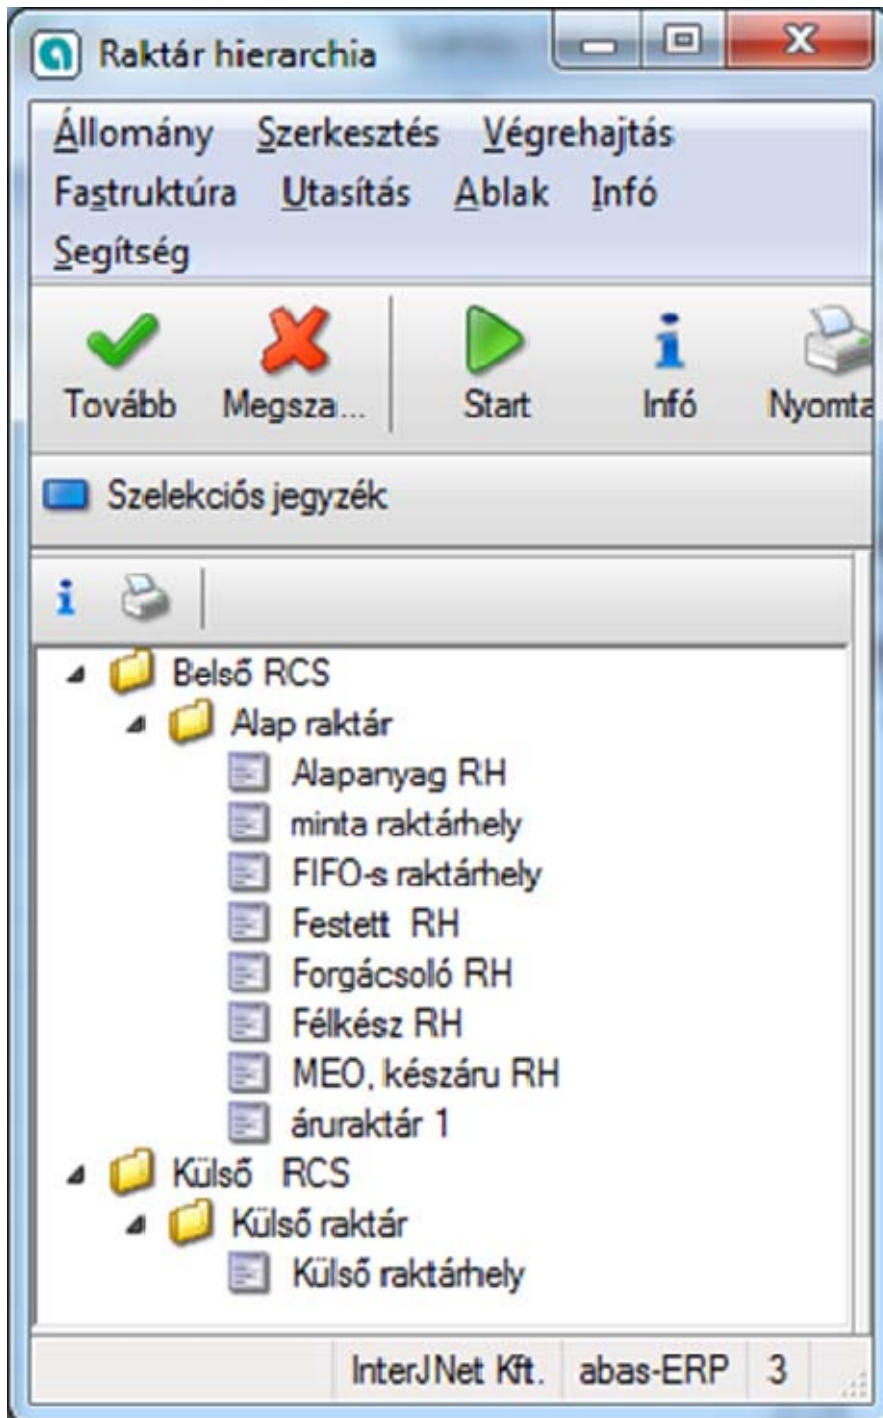 Raktár hierarchia
Állomány Szerkesztés Végrehajtás
Fastruktúra Utasítás Ablak Infó
Segítség
Tovább Megsza... Start Infó Nyomta
Szelekciós jegyzék
Belső RCS
Alap raktár
Alapanyag RH
minta raktárhely
FIFO-s raktárhely
Festett RH
Forgácsoló RH
Félkész RH
MEO, készáru RH
áruraktár 1
Külső RCS
Külső raktár
Külső raktárhely
InterJNet Kft. abas-ERP 3